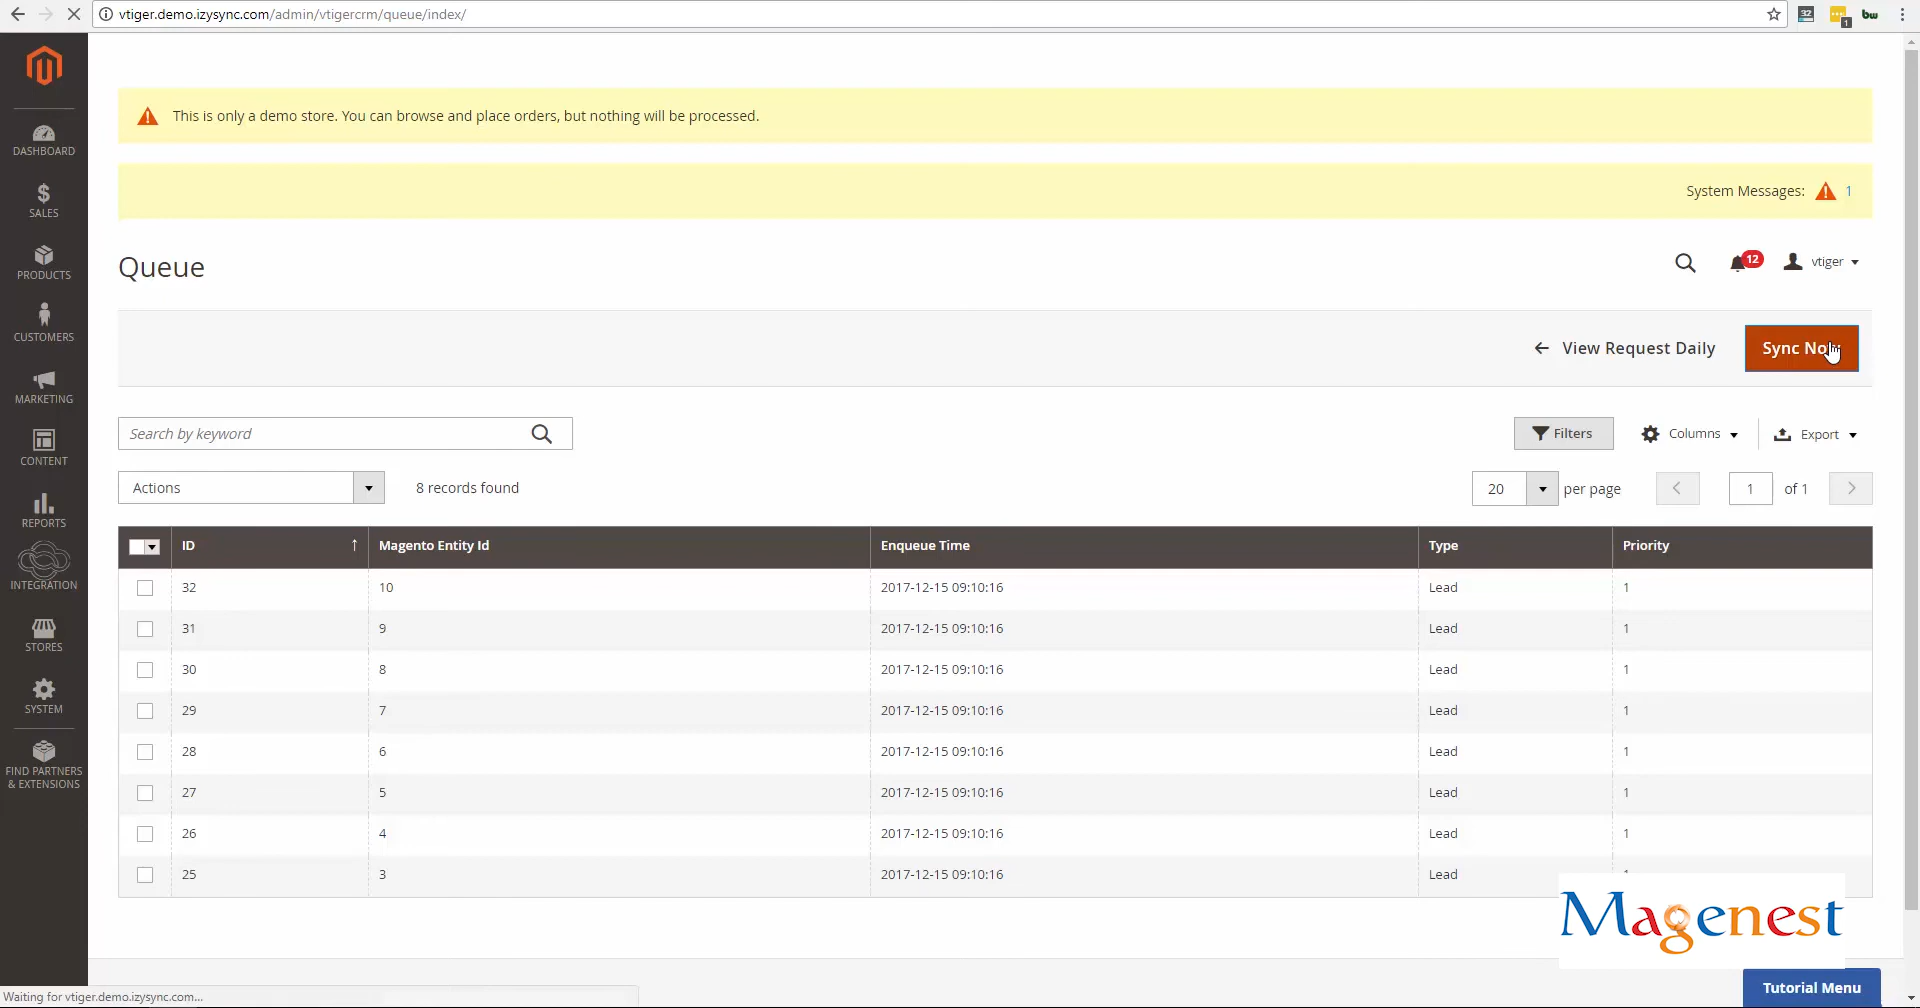 vtiger.demo.izysync.com/admin/vtigercrm/queue/index/
32
1
bw
DASHBOARD
SALES
PRODUCTS
CUSTOMERS
MARKETING
CONTENT
REPORTS
INTEGRATION
STORES
SYSTEM
FIND PARTNERS
& EXTENSIONS
This is only a demo store. You can browse and place orders, but nothing will be processed.
System Messages: 1
Queue
12
vtiger
View Request Daily
Sync Now
Search by keyword
Filters
Columns
Export
Actions
8 records found
20
per page
1
of 1
ID ↑ Magento Entity Id Enqueue Time Type Priority
32 10 2017-12-15 09:10:16 Lead 1
31 9 2017-12-15 09:10:16 Lead 1
30 8 2017-12-15 09:10:16 Lead 1
29 7 2017-12-15 09:10:16 Lead 1
28 6 2017-12-15 09:10:16 Lead 1
27 5 2017-12-15 09:10:16 Lead 1
26 4 2017-12-15 09:10:16 Lead 1
25 3 2017-12-15 09:10:16 Lead
Magenest
Tutorial Menu
Waiting for vtiger.demo.izysync.com...